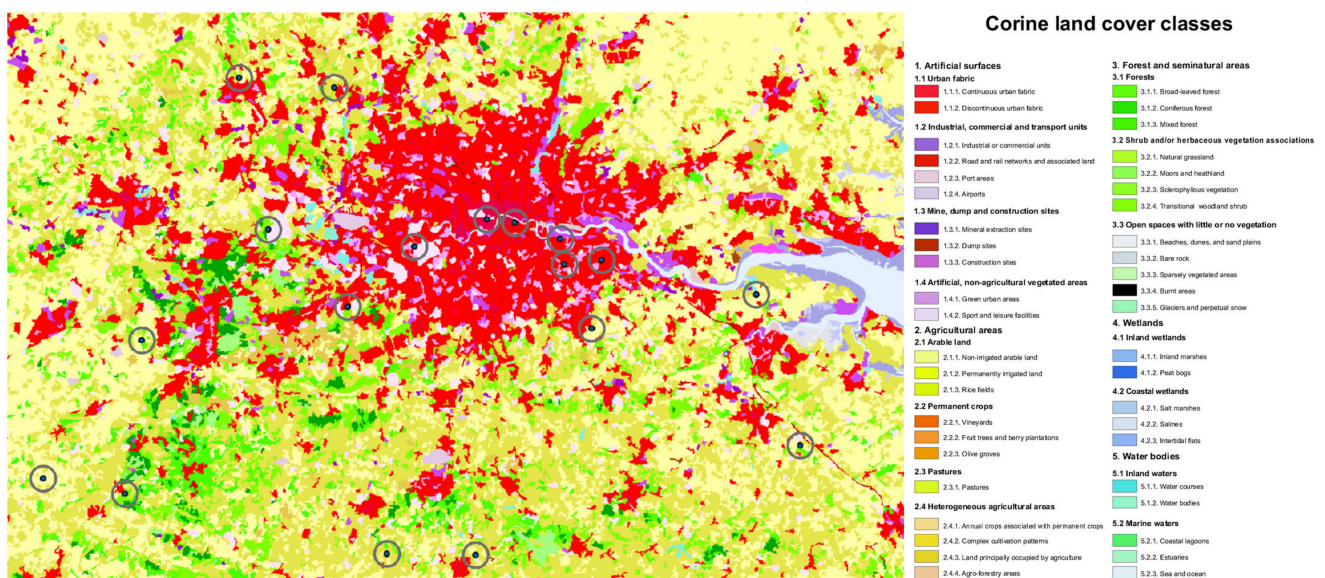 Corine land cover classes
1. Artificial surfaces
1.1 Urban fabric
1.1.1. Continuous urban fabric
1.1.2. Discontinuous urban fabric
1.2 Industrial, commercial and transport units
1.2.1. Industrial or commercial units
1.2.2. Road and rail networks and associated land
1.2.3. Port areas
1.2.4. Airports
1.3 Mine, dump and construction sites
1.3.1. Mineral extraction sites
1.3.2. Dump sites
1.3.3. Construction sites
1.4 Artificial, non-agricultural vegetated areas
1.4.1. Green urban areas
1.4.2. Sport and leisure facilities
2. Agricultural areas
2.1 Arable land
2.1.1. Non-irrigated arable land
2.1.2. Permanently irrigated land
2.1.3. Rice fields
2.2 Permanent crops
2.2.1. Vineyards
2.2.2. Fruit trees and berry plantations
2.2.3. Olive groves
2.3 Pastures
2.3.1. Pastures
2.4 Heterogeneous agricultural areas
2.4.1. Annual crops associated with permanent crops
2.4.2. Complex cultivation patterns
2.4.3. Land principally occupied by agriculture
2.4.4. Agro-forestry areas
3. Forest and seminatural areas
3.1 Forests
3.1.1. Broad-leaved forest
3.1.2. Coniferous forest
3.1.3. Mixed forest
3.2 Shrub and/or herbaceous vegetation associations
3.2.1. Natural grassland
3.2.2. Moors and heathland
3.2.3. Sclerophyllous vegetation
3.2.4. Transitional woodland shrub
3.3 Open spaces with little or no vegetation
3.3.1. Beaches, dunes, and sand plains
3.3.2. Bare rock
3.3.3. Sparsely vegetated areas
3.3.4. Burnt areas
3.3.5. Glaciers and perpetual snow
4. Wetlands
4.1 Inland wetlands
4.1.1. Inland marshes
4.1.2. Peat bogs
4.2 Coastal wetlands
4.2.1. Salt marshes
4.2.2. Salines
4.2.3. Intertidal flats
5. Water bodies
5.1 Inland waters
5.1.1. Water courses
5.1.2. Water bodies
5.2 Marine waters
5.2.1. Coastal lagoons
5.2.2. Estuaries
5.2.3. Sea and ocean